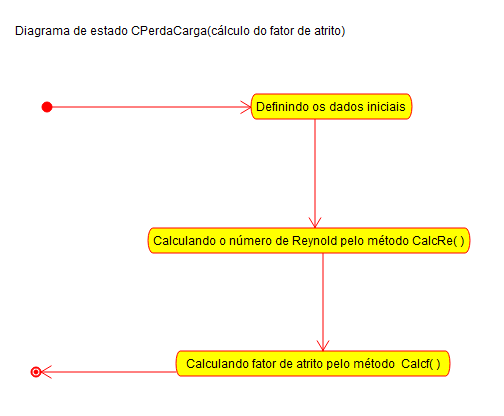 Diagrama de estado CPerdaCarga(cálculo do fator de atrito)
Definindo os dados iniciais
Calculando o número de Reynold pelo método CalcRe( )
Calculando fator de atrito pelo método  Calcf( )